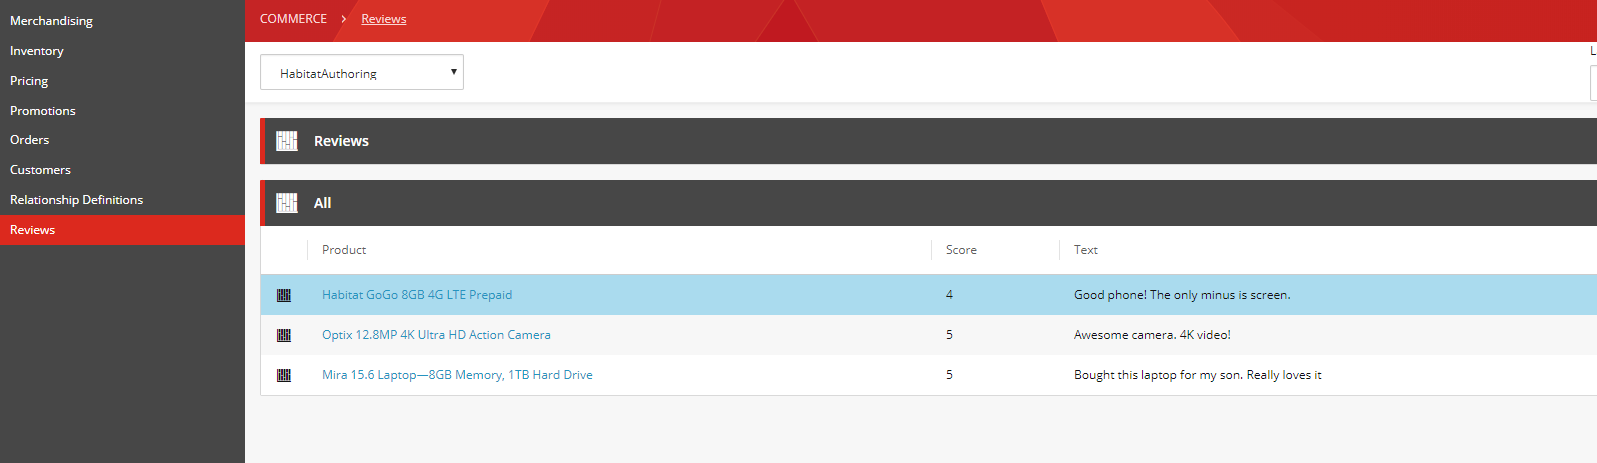 Merchandising
Inventory
Pricing
Promotions
Orders
Customers
Relationship Definitions
Reviews
COMMERCE > Reviews
L
HabitatAuthoring
Reviews
All
Product Score Text
Habitat GoGo 8GB 4G LTE Prepaid 4 Good phone! The only minus is screen.
Optix 12.8MP 4K Ultra HD Action Camera 5 Awesome camera. 4K video!
Mira 15.6 Laptop—8GB Memory, 1TB Hard Drive 5 Bought this laptop for my son. Really loves it